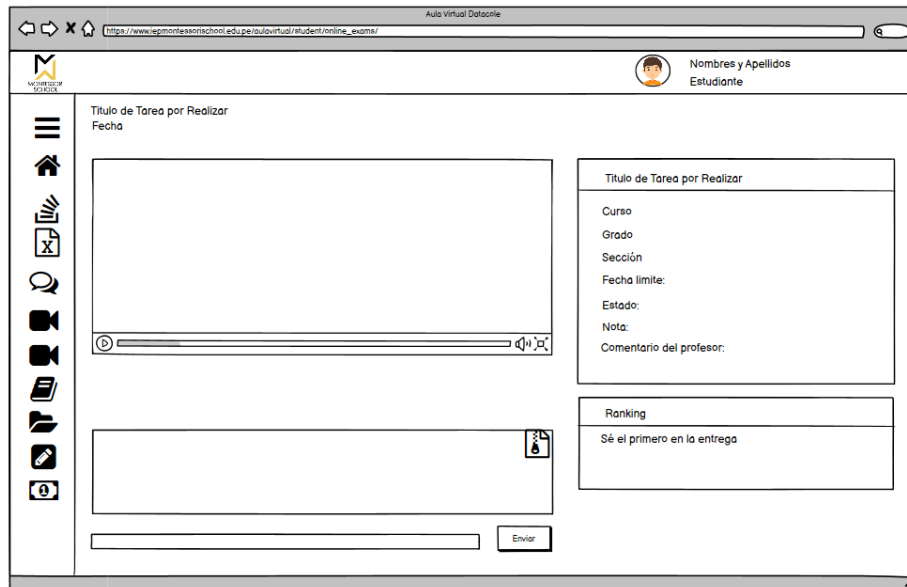 Aula Virtual Datacole
https://www.iepmontessorischool.edu.pe/aulavirtual/student/online_exams/
MONTESSOR
SCHOOL
Nombres y Apellidos
Estudiante
Titulo de Tarea por Realizar
Fecha
Titulo de Tarea por Realizar
Curso
Grado
Sección
Fecha limite:
Estado:
Nota:
Comentario del profesor:
Ranking
Sé el primero en la entrega
Enviar
X
1